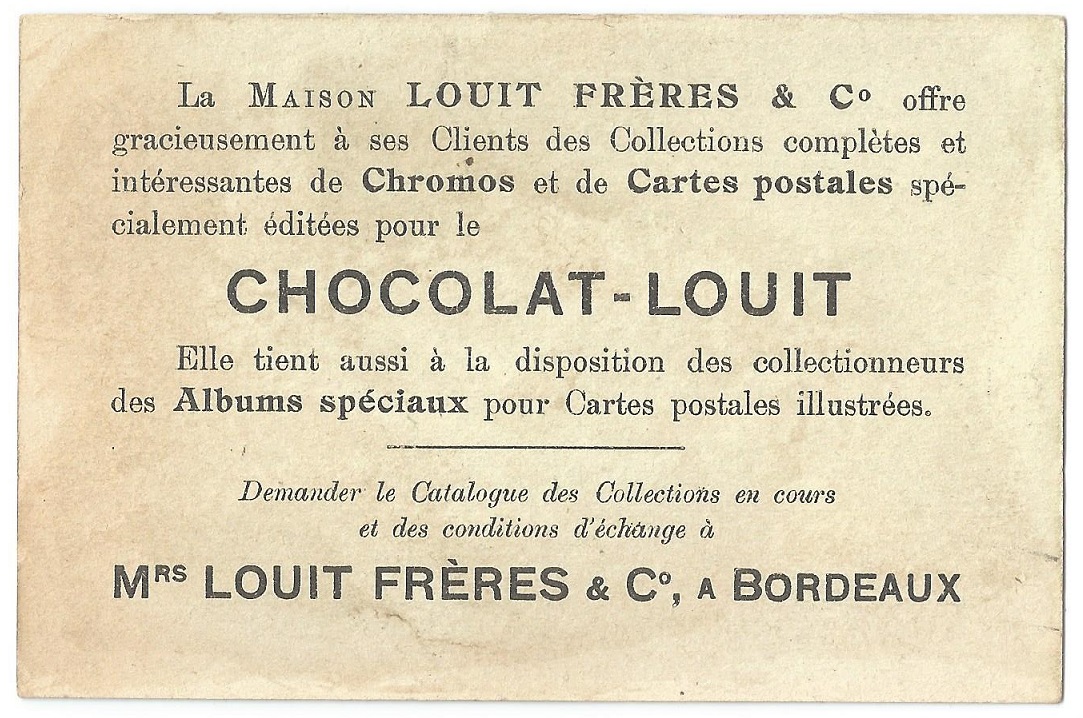 La MAISON LOUIT FRÈRES & Cº offre
gracieusement à ses Clients des Collections complètes et
intéressantes de Chromos et de Cartes postales spé-
cialement éditées pour le
CHOCOLAT-LOUIT
Elle tient aussi à la disposition des collectionneurs
des Albums spéciaux pour Cartes postales illustrées.
Demander le Catalogue des Collections en cours
et des conditions d'échange à
MRS LOUIT FRÈRES & Cº, A BORDEAUX